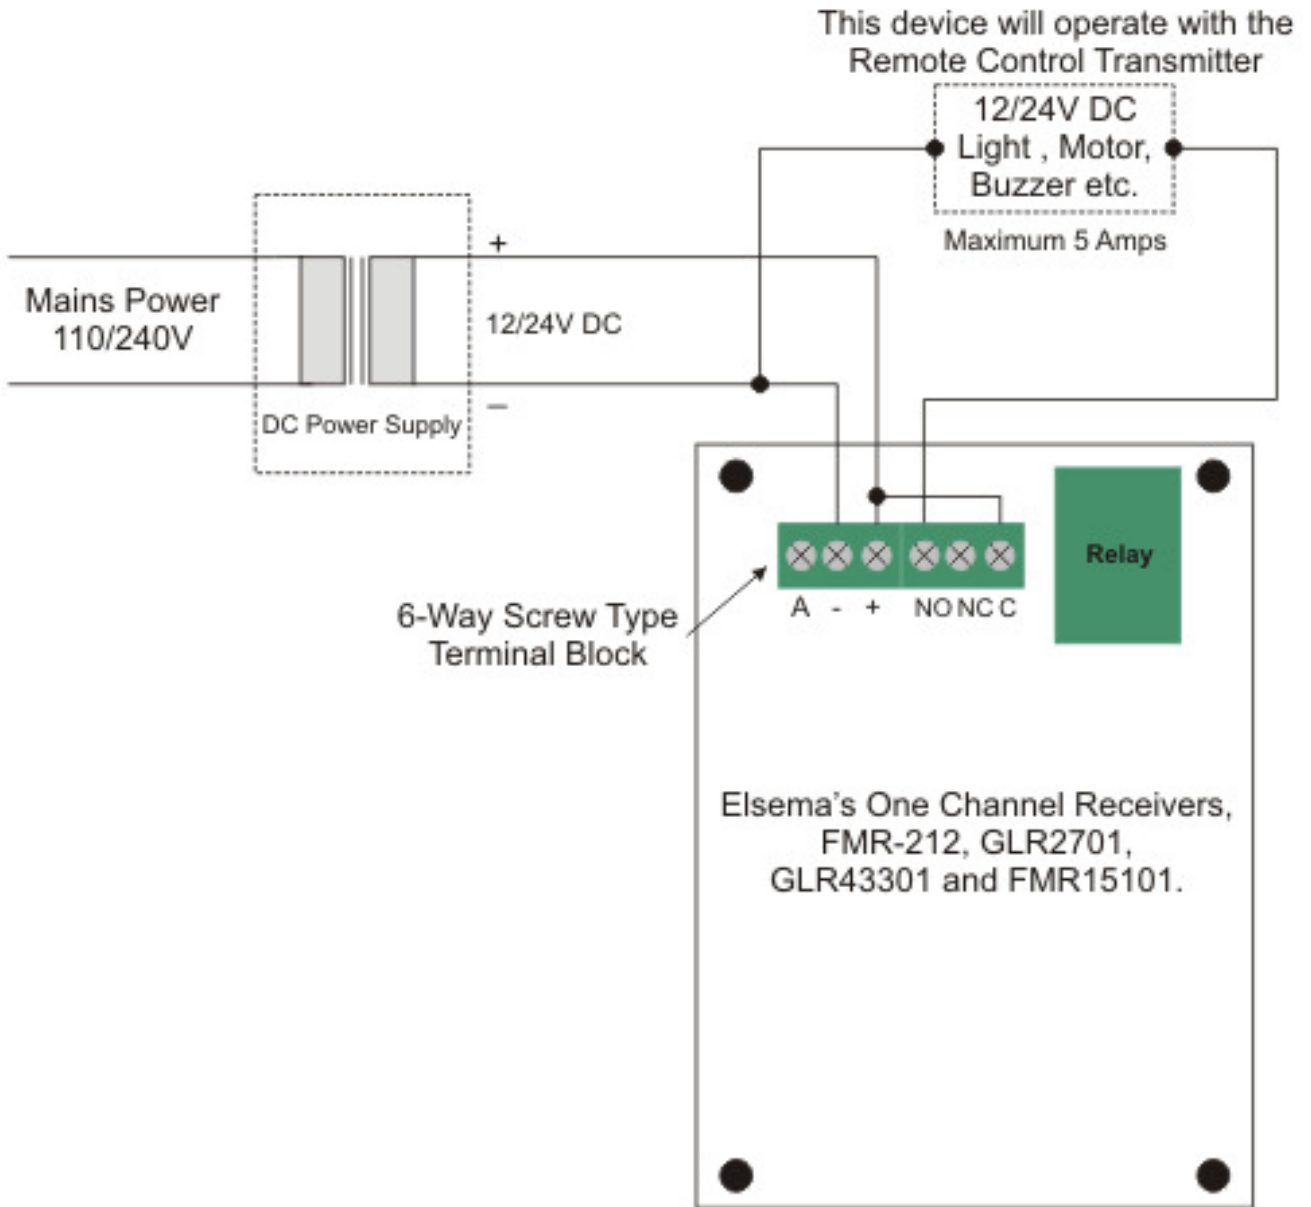 This device will operate with the
Remote Control Transmitter
12/24V DC
Light , Motor,
Buzzer etc.
Maximum 5 Amps
+
Mains Power
110/240V
12/24V DC
–
DC Power Supply
Relay
A - + NO NC C
6-Way Screw Type
Terminal Block
Elsema's One Channel Receivers,
FMR-212, GLR2701,
GLR43301 and FMR15101.